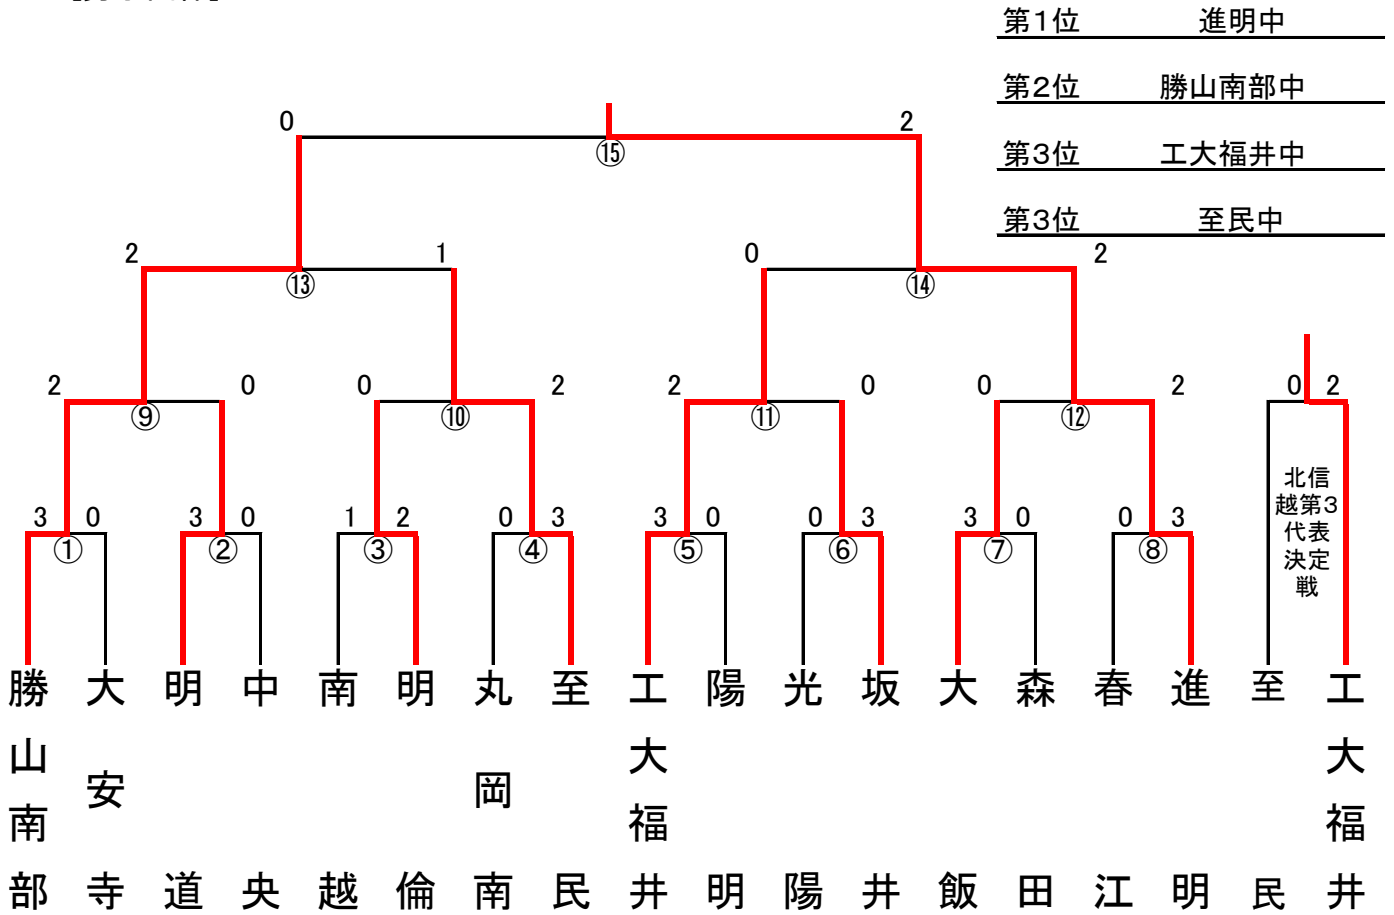 第1位 進明中
第2位 勝山南部中
第3位 工大福井中
第3位 至民中
0 2
⑮
2 1 0 2
⑬ ⑭
2 0 0 2 2 0 0 2 0 2
⑨ ⑩ ⑪ ⑫
3 0 3 0 1 2 0 3 3 0 0 3 3 0 0 3
① ② ③ ④ ⑤ ⑥ ⑦ ⑧
北信
越第3
代表
決定
戦
勝山南部
大安寺
明道
中央
南越
明倫
丸岡南
至民
工大福井
陽明
光陽
坂井
大飯
森田
春江
進明
至民
工大福井